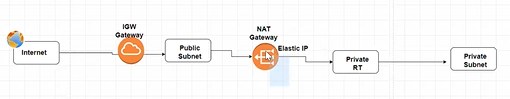 Internet
IGW
Gateway
Public
Subnet
NAT
Gateway
Elastic IP
Private
RT
Private
Subnet